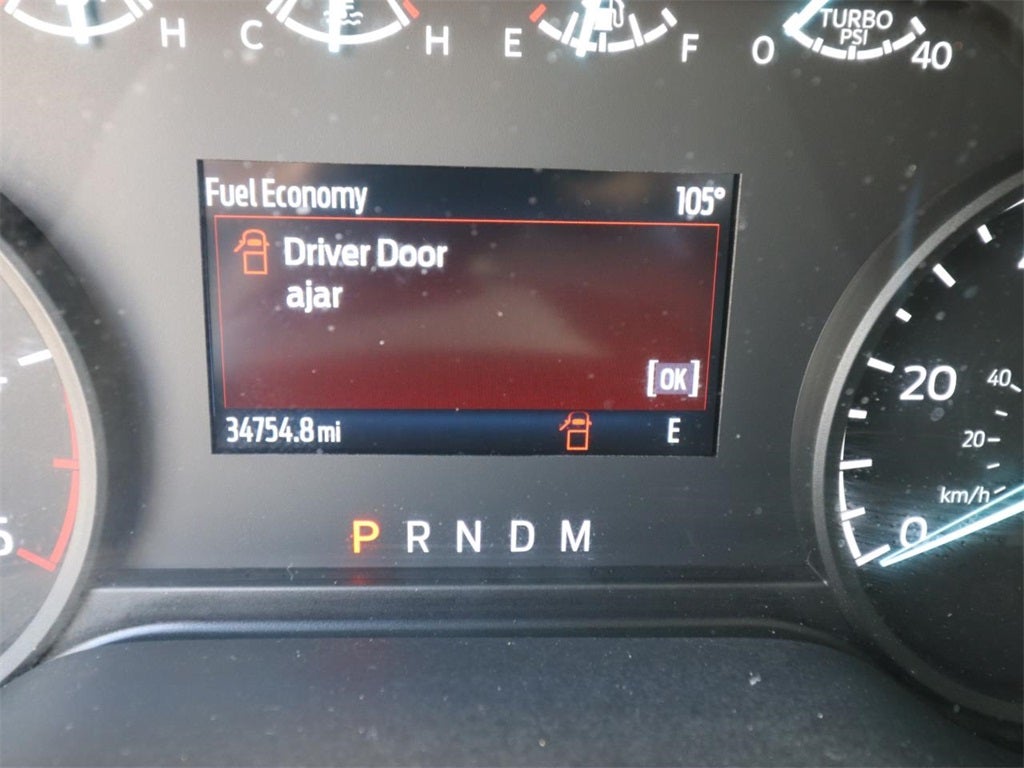 H C H E F 0 TURBO PSI 40
Fuel Economy 105°
Driver Door
ajar
[OK]
34754.8 mi E
P R N D M
20 40
20
km/h
0
5